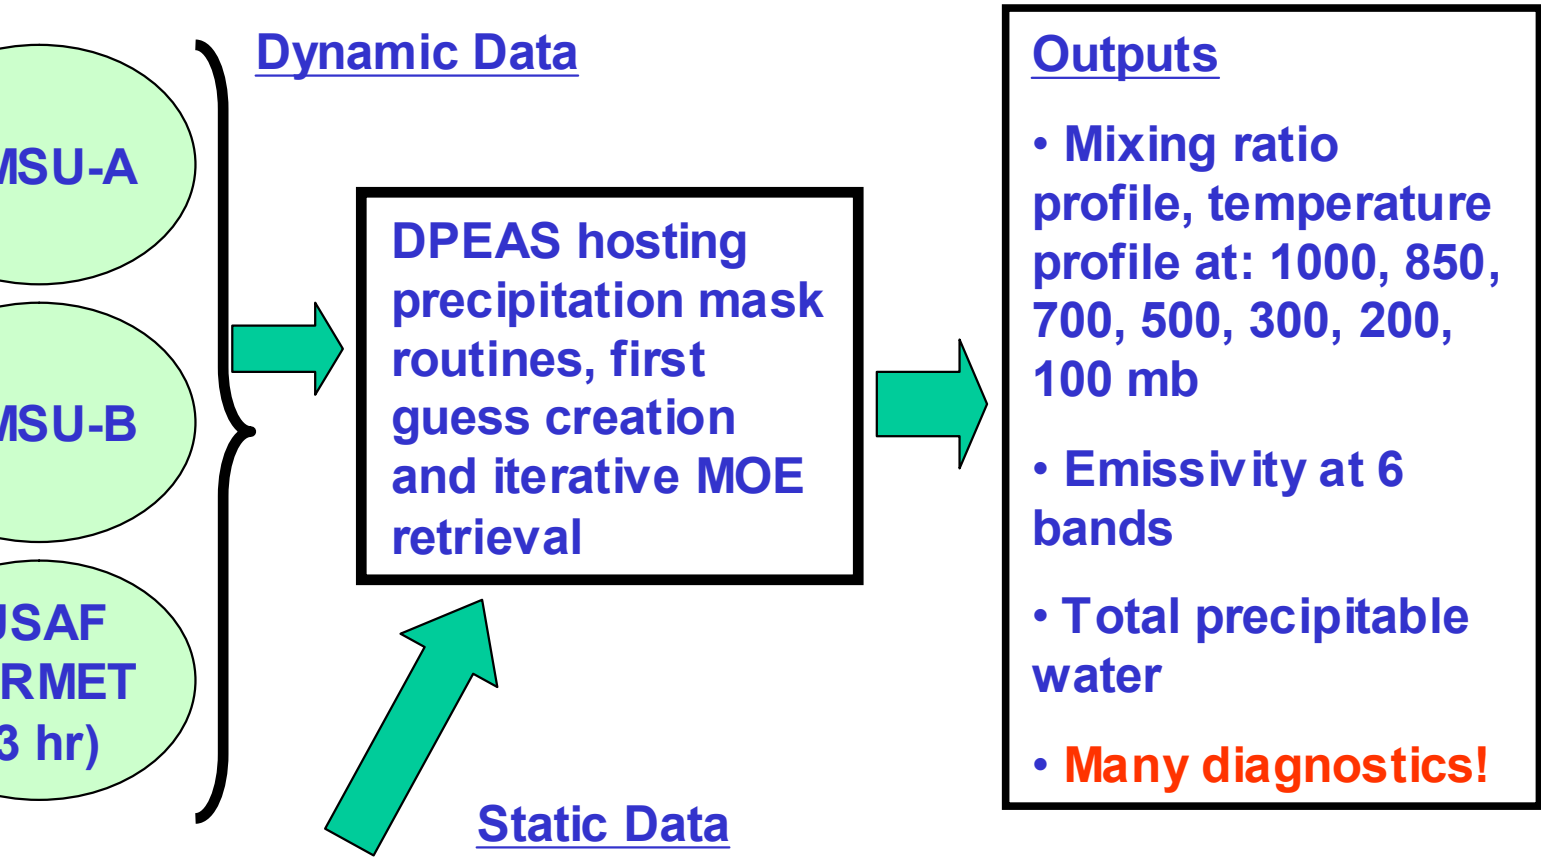 Dynamic Data
MSU-A
MSU-B
USAF
RMET
3 hr)
DPEAS hosting
precipitation mask
routines, first
guess creation
and iterative MOE
retrieval
Static Data
Outputs
• Mixing ratio
profile, temperature
profile at: 1000, 850,
700, 500, 300, 200,
100 mb
• Emissivity at 6
bands
• Total precipitable
water
• Many diagnostics!